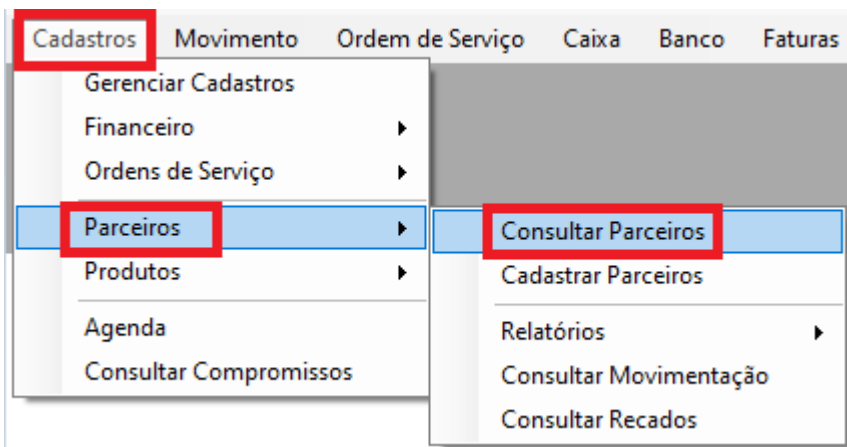 Cadastros Movimento Ordem de Serviço Caixa Banco Faturas
Gerenciar Cadastros
Financeiro
Ordens de Serviço
Parceiros
Produtos
Agenda
Consultar Compromissos
Consultar Parceiros
Cadastrar Parceiros
Relatórios
Consultar Movimentação
Consultar Recados